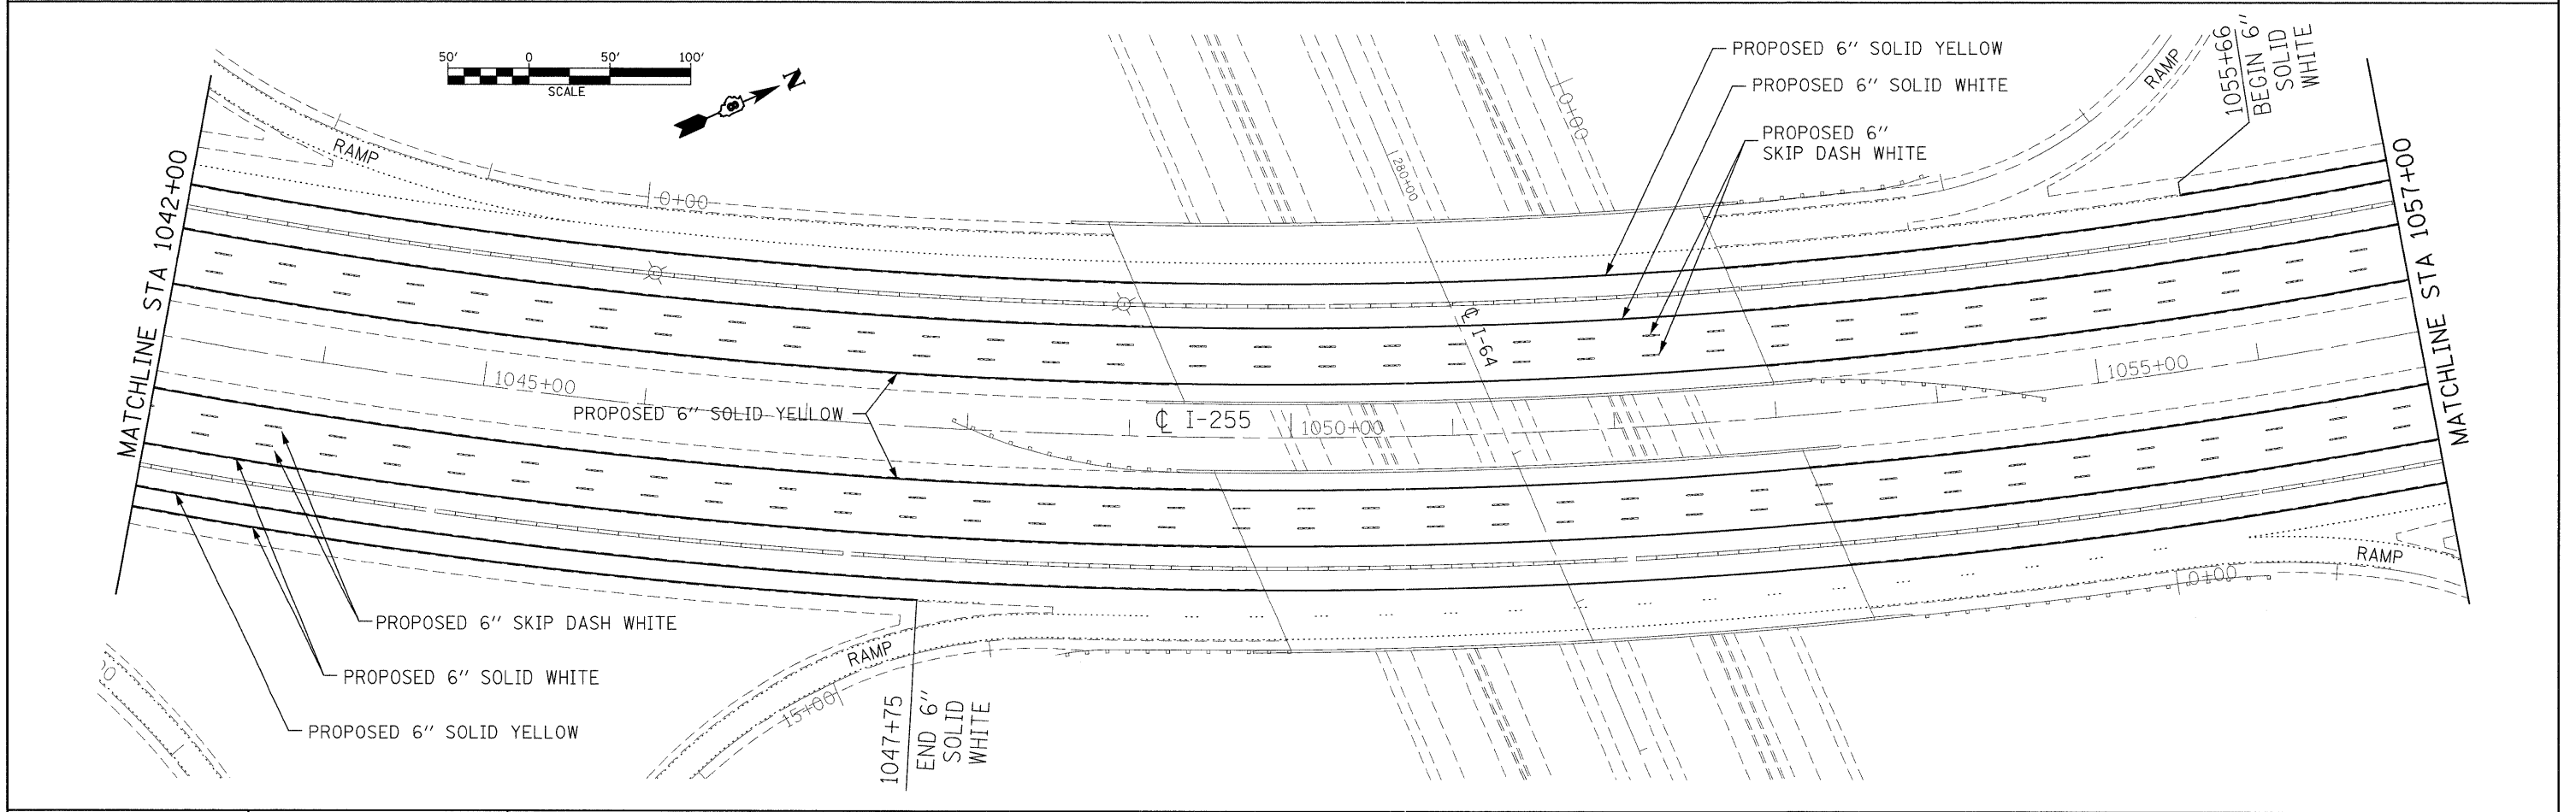 50' 0 50' 100'
SCALE
N
8
PROPOSED 6" SOLID YELLOW
PROPOSED 6" SOLID WHITE
PROPOSED 6"
SKIP DASH WHITE
RAMP
1055+66
BEGIN 6"
SOLID
WHITE
0+00
280+00
RAMP
0+00
MATCHLINE STA 1042+00
MATCHLINE STA 1057+00
℄ I-64
1045+00
1055+00
PROPOSED 6" SOLID YELLOW
℄ I-255
1050+00
RAMP
0+00
PROPOSED 6" SKIP DASH WHITE
PROPOSED 6" SOLID WHITE
PROPOSED 6" SOLID YELLOW
RAMP
15+00
1047+75
END 6"
SOLID
WHITE